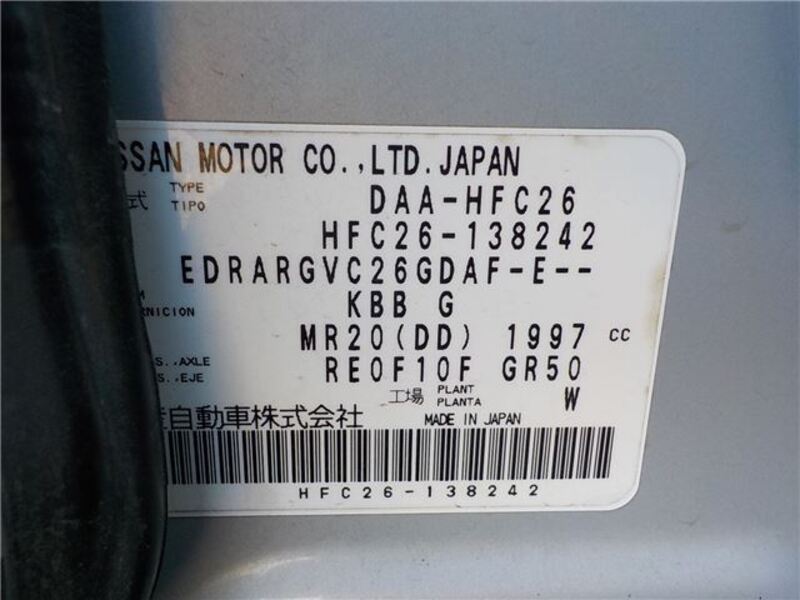 SSAN MOTOR CO., LTD. JAPAN
式 TYPE TIPO DAA-HFC26
HFC26-138242
EDRARGVC26GDAF-E--
M
RNICION KBB G
MR20(DD) 1997 CC
S., AXLE
S., EJE RE0F10F GR50
工場 PLANT PLANTA W
産自動車株式会社 MADE IN JAPAN
HFC26-138242